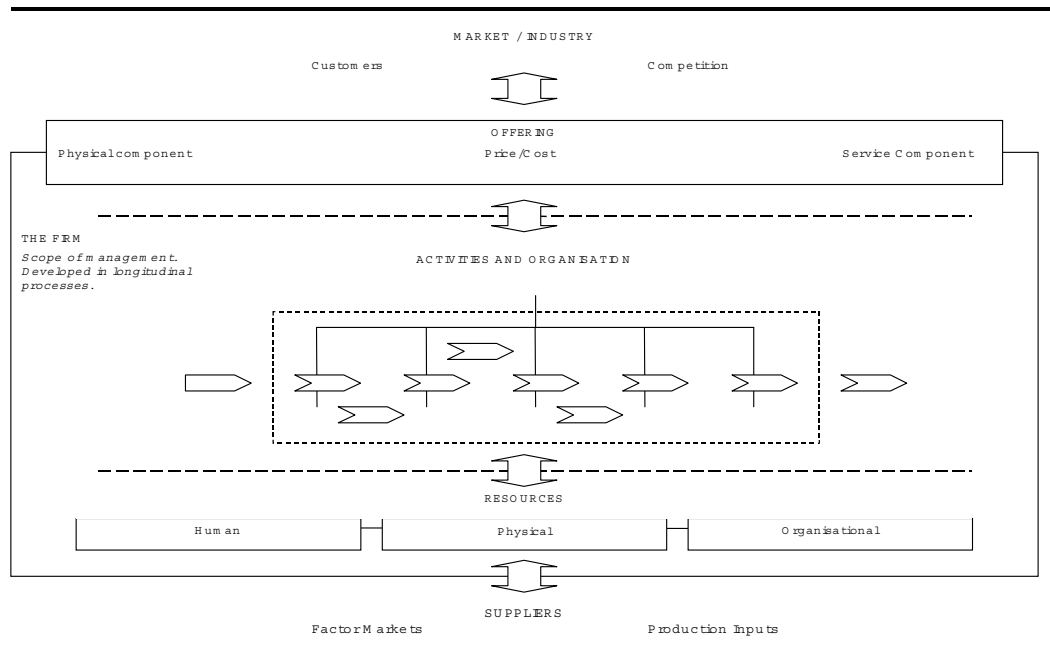 MARKET / INDUSTRY
Customers Competition
OFFERING
Physical component Price/Cost Service Component
THE FIRM
Scope of management.
Developed in longitudinal
processes.
ACTIVITIES AND ORGANISATION
RESOURCES
Human Physical Organisational
SUPPLIERS
Factor Markets Production Inputs